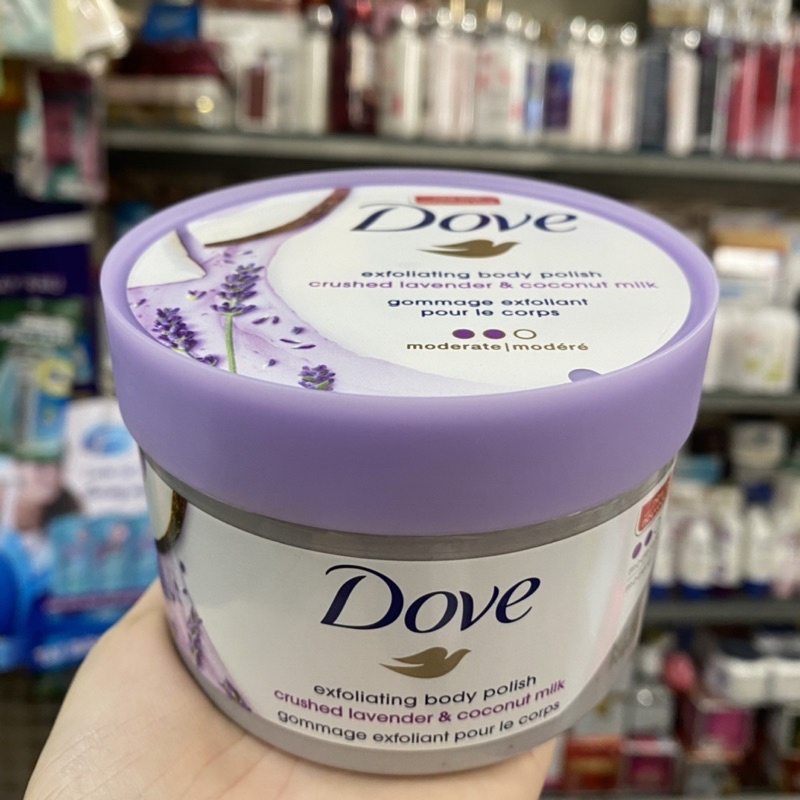 Dove
exfoliating body polish
crushed lavender & coconut milk
gommage exfoliant
pour le corps
moderate|modéré
Dove
exfoliating body polish
crushed lavender & coconut milk
gommage exfoliant pour le corps